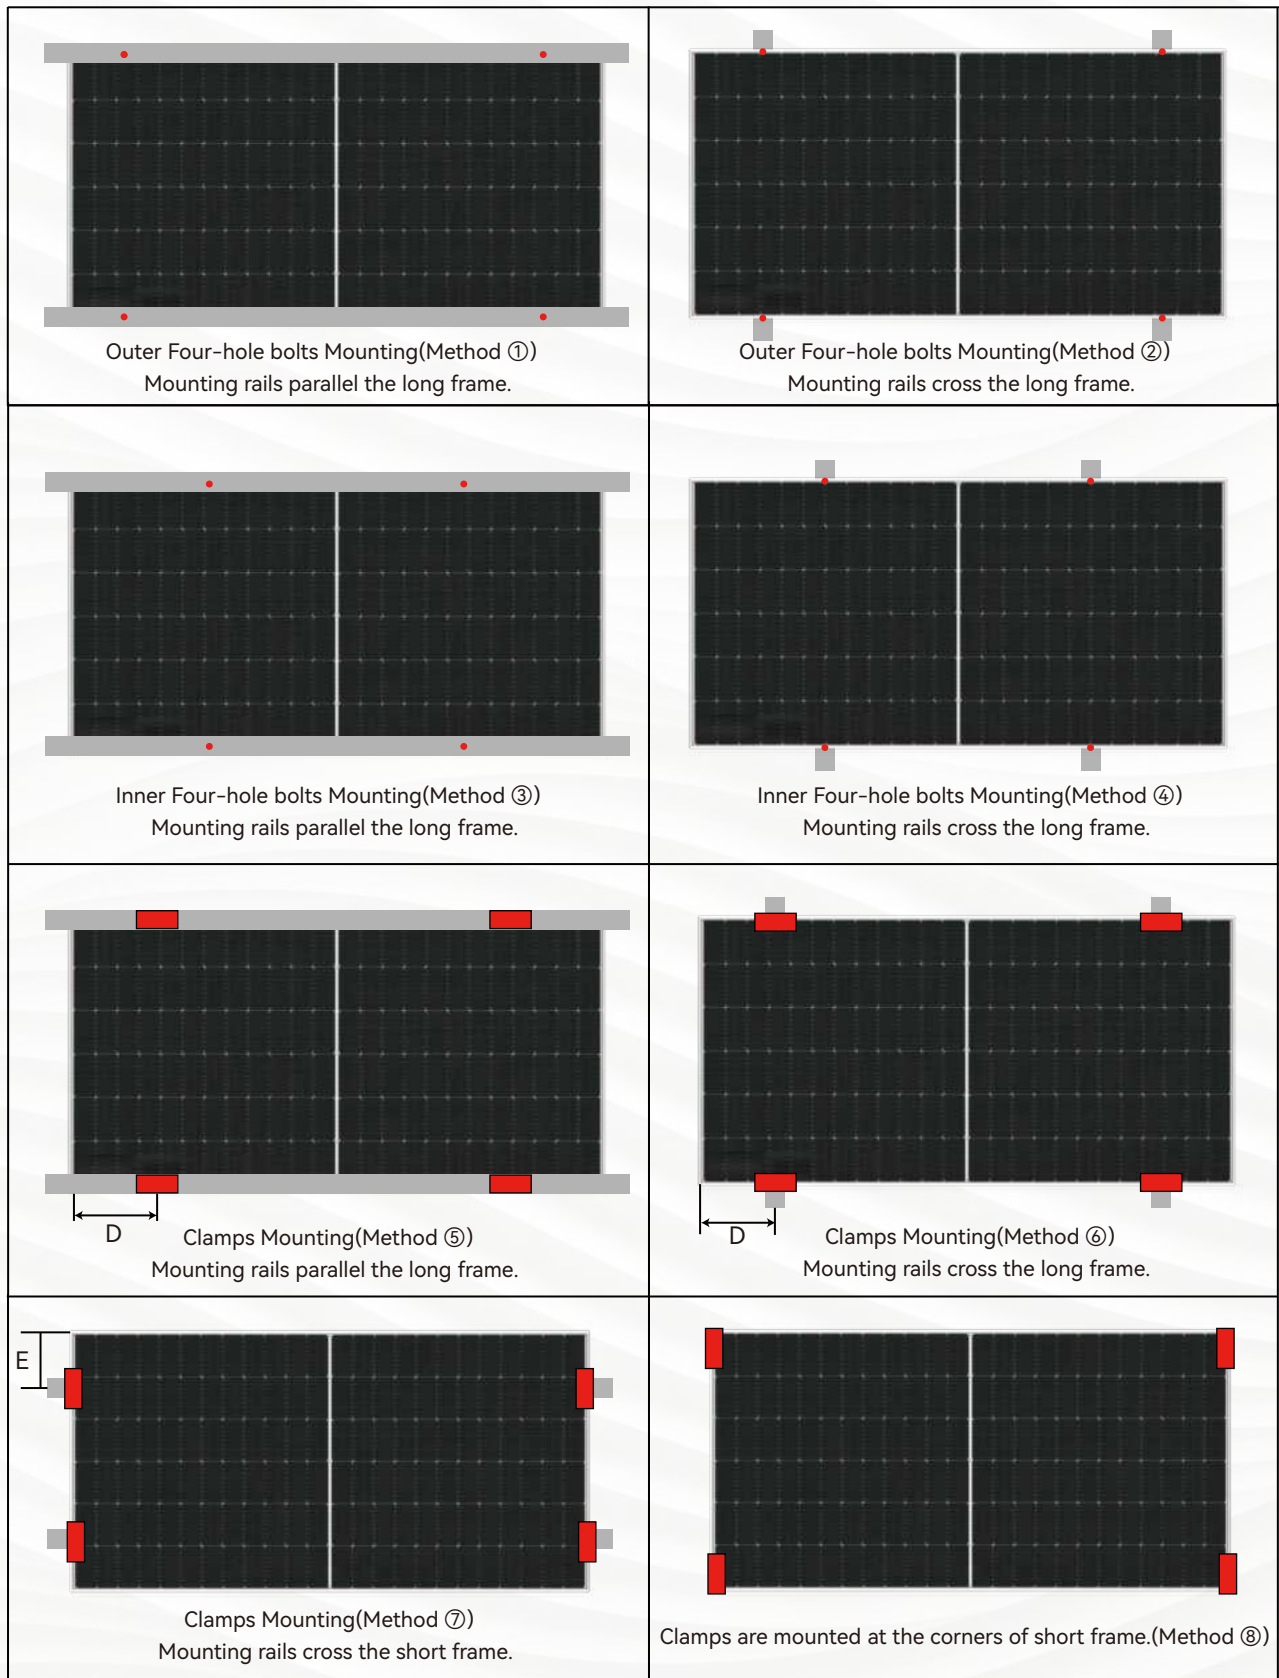 Outer Four-hole bolts Mounting(Method ①)
Mounting rails parallel the long frame.
Outer Four-hole bolts Mounting(Method ②)
Mounting rails cross the long frame.
Inner Four-hole bolts Mounting(Method ③)
Mounting rails parallel the long frame.
Inner Four-hole bolts Mounting(Method ④)
Mounting rails cross the long frame.
D
Clamps Mounting(Method ⑤)
Mounting rails parallel the long frame.
D
Clamps Mounting(Method ⑥)
Mounting rails cross the long frame.
E
Clamps Mounting(Method ⑦)
Mounting rails cross the short frame.
Clamps are mounted at the corners of short frame.(Method ⑧)